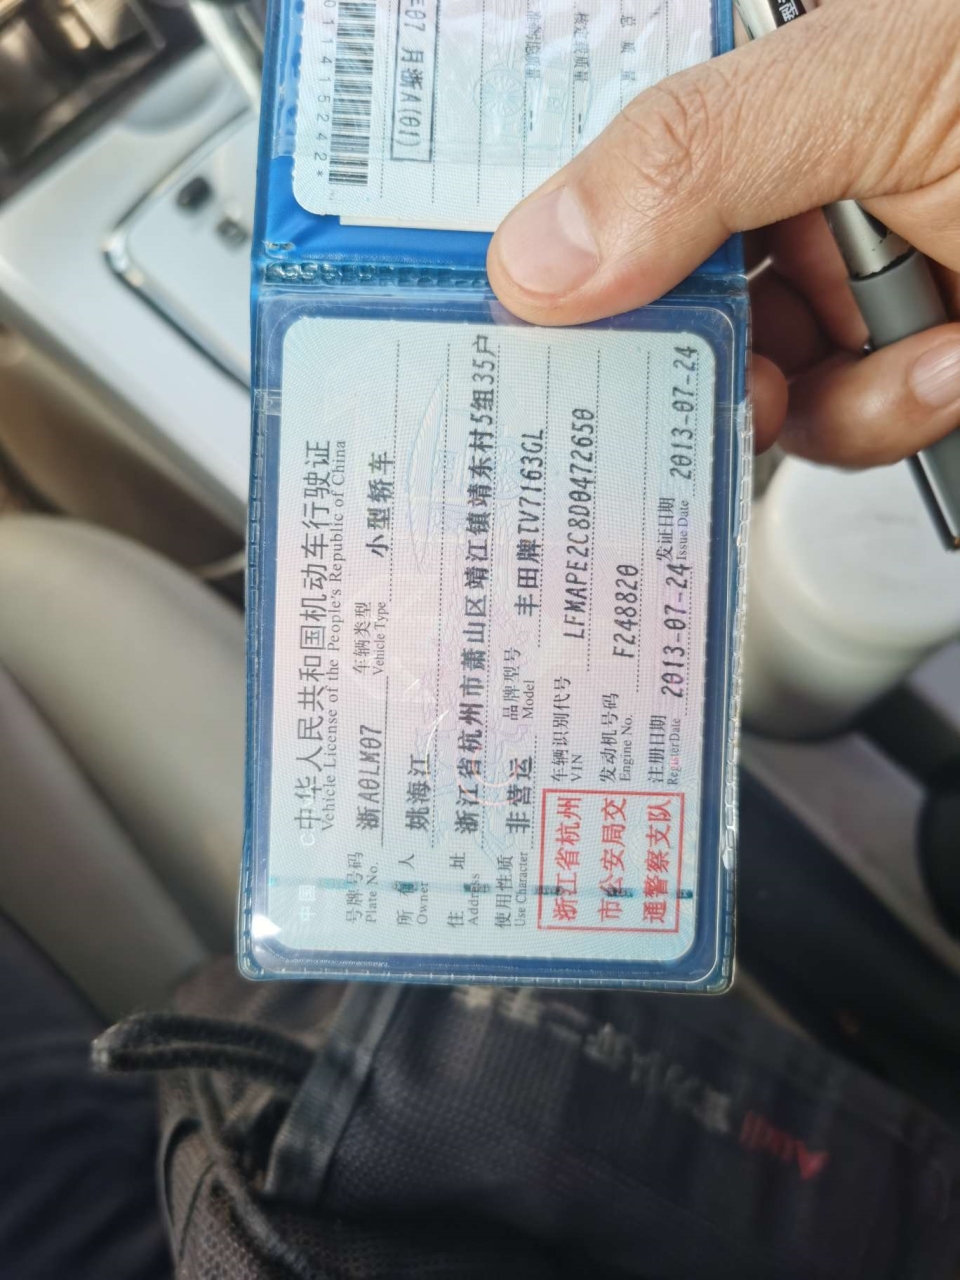 中华人民共和国机动车行驶证
Vehicle License of the People's Republic of China
号牌号码 浙A0LM07 车辆类型 小型轿车
Plate No. Vehicle Type
所有人 姚海江
Owner
住址 浙江省杭州市萧山区靖江镇靖东村5组35户
Address
使用性质 非营运 品牌型号 丰田牌TV7163GL
Use Character Model
浙江省杭州
市公安局交
通警察支队
车辆识别代号 LFMAPE2C8D0472650
VIN
发动机号码 F248820
Engine No.
注册日期 2013-07-24 发证日期 2013-07-24
Register Date Issue Date
中国
月浙A(01)
Audi